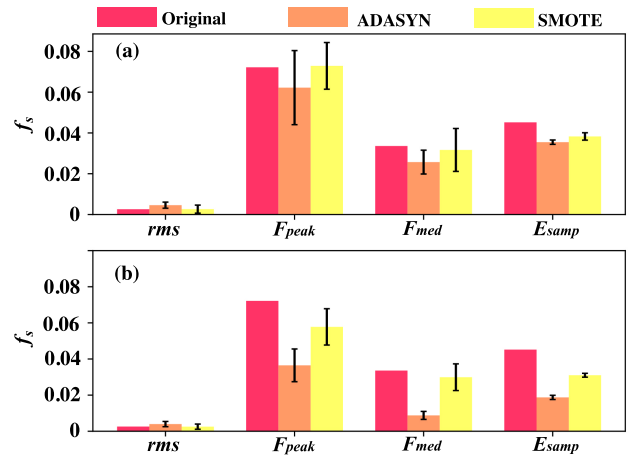 Original ADASYN SMOTE
(a)
0.08
0.06
0.04
0.02
0
fs
rms Fpeak Fmed Esamp
(b)
0.08
0.06
0.04
0.02
0
fs
rms Fpeak Fmed Esamp